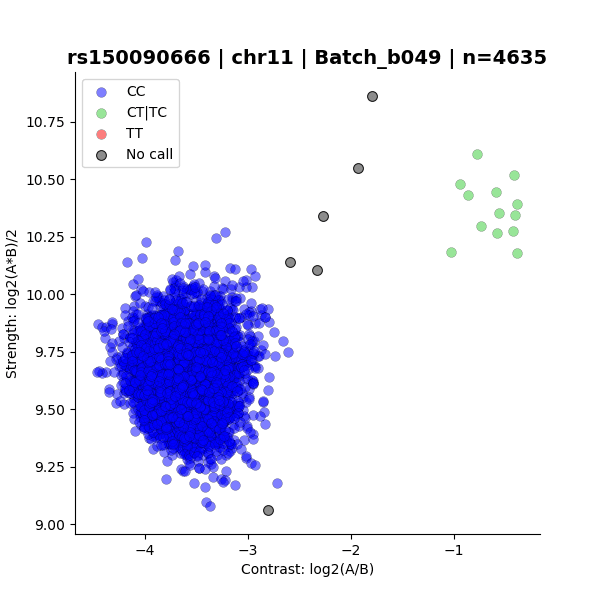 rs150090666 | chr11 | Batch_b049 | n=4635
CC
CT|TC
TT
No call
10.75
10.50
10.25
10.00
9.75
9.50
9.25
9.00
Strength: log2(A*B)/2
−4
−3
−2
−1
Contrast: log2(A/B)